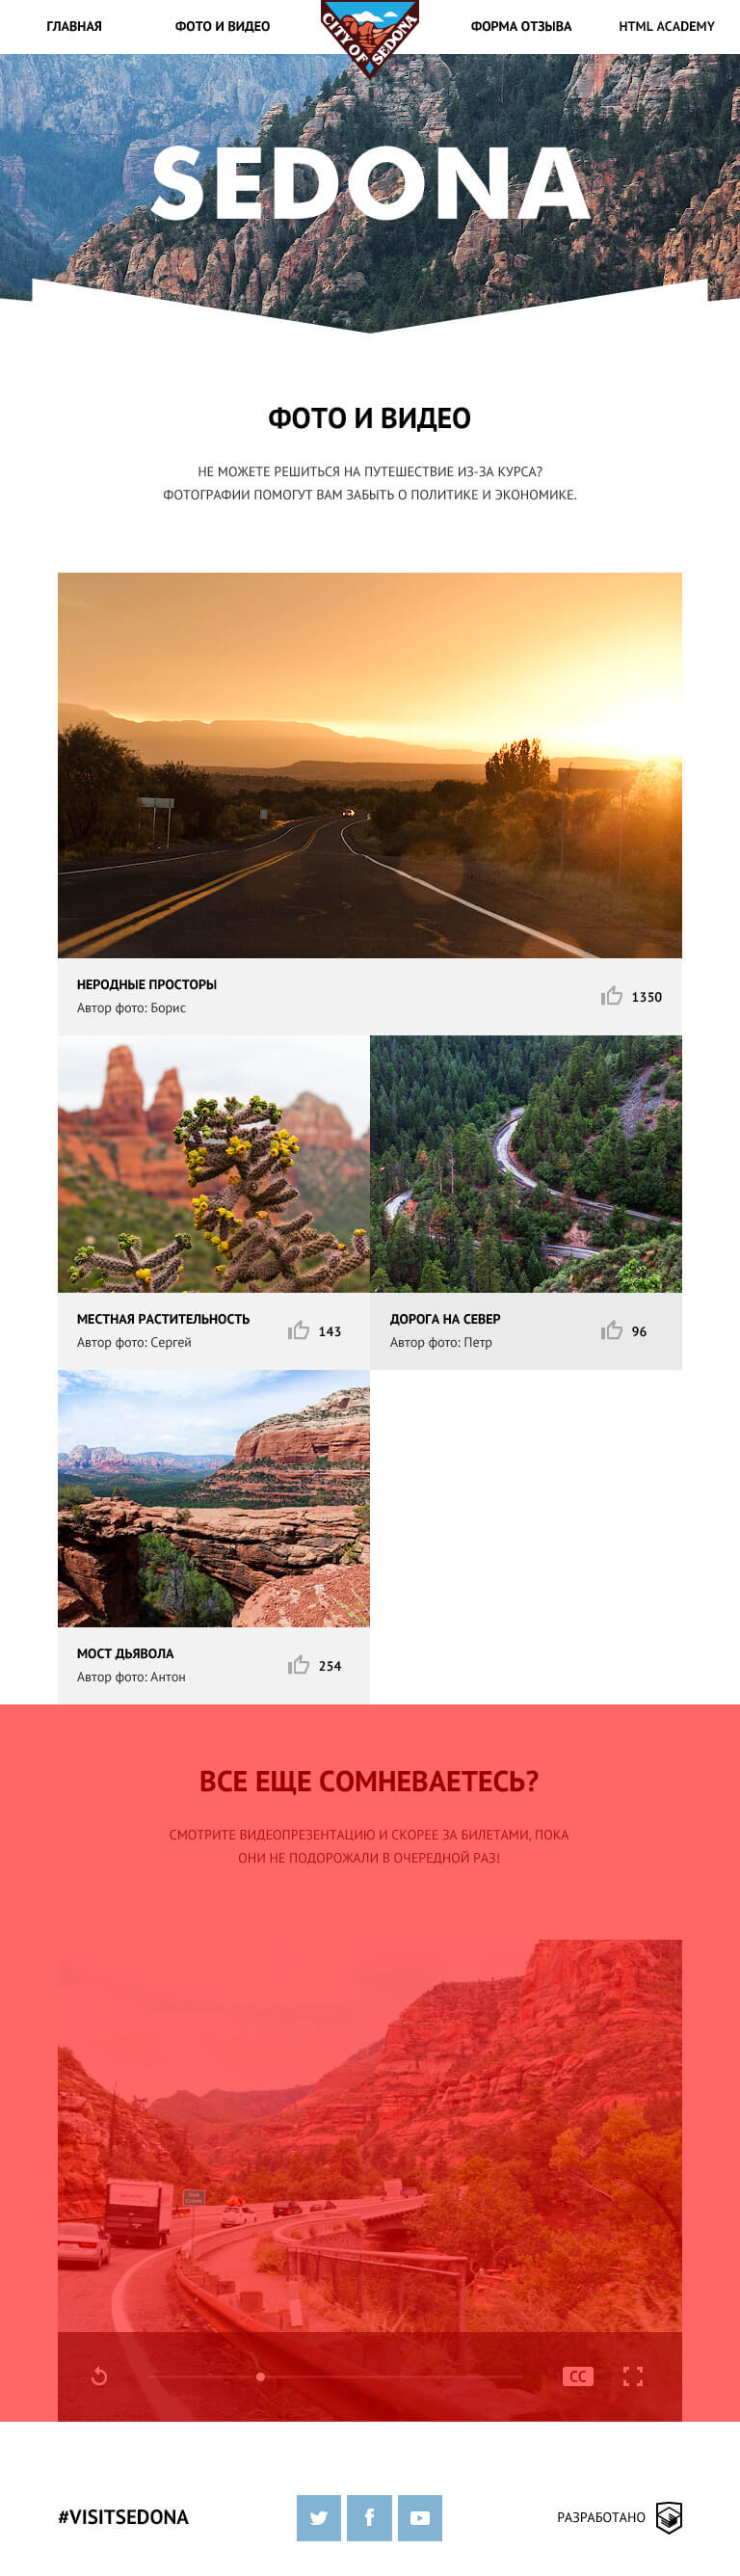 ГЛАВНАЯ
ФОТО И ВИДЕО
CITY OF SEDONA
ФОРМА ОТЗЫВА
HTML ACADEMY
SEDONA
ФОТО И ВИДЕО
НЕ МОЖЕТЕ РЕШИТЬСЯ НА ПУТЕШЕСТВИЕ ИЗ-ЗА КУРСА?
ФОТОГРАФИИ ПОМОГУТ ВАМ ЗАБЫТЬ О ПОЛИТИКЕ И ЭКОНОМИКЕ.
НЕРОДНЫЕ ПРОСТОРЫ
Автор фото: Борис
1350
МЕСТНАЯ РАСТИТЕЛЬНОСТЬ
Автор фото: Сергей
143
ДОРОГА НА СЕВЕР
Автор фото: Петр
96
МОСТ ДЬЯВОЛА
Автор фото: Антон
254
ВСЕ ЕЩЕ СОМНЕВАЕТЕСЬ?
СМОТРИТЕ ВИДЕОПРЕЗЕНТАЦИЮ И СКОРЕЕ ЗА БИЛЕТАМИ, ПОКА
ОНИ НЕ ПОДОРОЖАЛИ В ОЧЕРЕДНОЙ РАЗ!
CC
#VISITSEDONA
РАЗРАБОТАНО